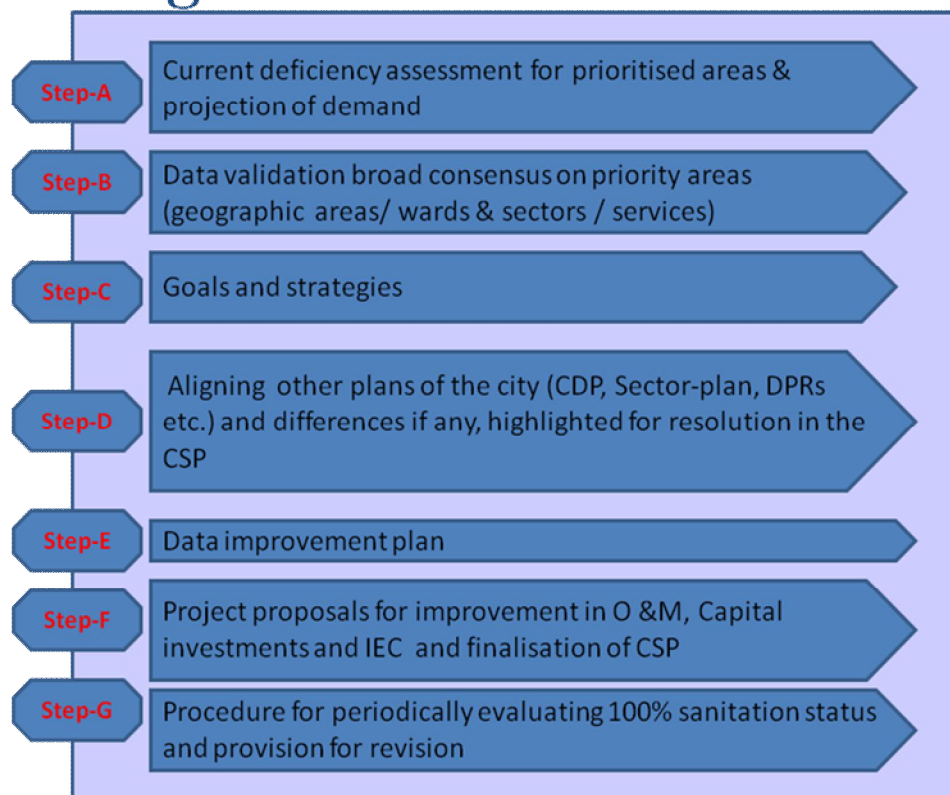 Step-A
Current deficiency assessment for prioritised areas &
projection of demand
Step-B
Data validation broad consensus on priority areas
(geographic areas/ wards & sectors / services)
Step-C
Goals and strategies
Step-D
Aligning other plans of the city (CDP, Sector-plan, DPRs
etc.) and differences if any, highlighted for resolution in the
CSP
Step-E
Data improvement plan
Step-F
Project proposals for improvement in O &M, Capital
investments and IEC and finalisation of CSP
Step-G
Procedure for periodically evaluating 100% sanitation status
and provision for revision